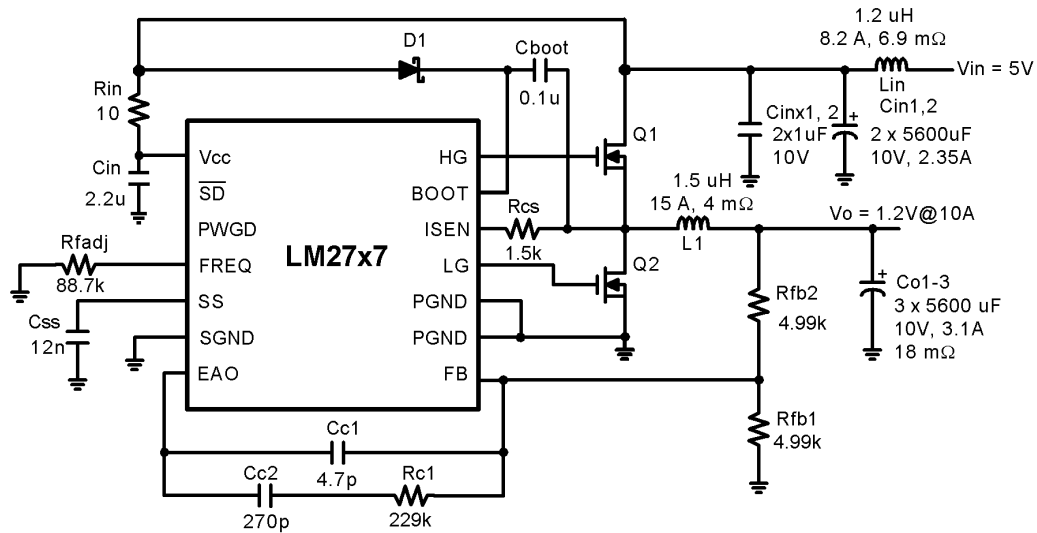 1.2 uH
8.2 A, 6.9 mΩ
D1
Cboot
0.1u
Vin = 5V
Lin
Cin1,2
2 x 5600uF
10V, 2.35A
Cinx1, 2
2x1uF
10V
Rin
10
Cin
2.2u
Q1
Vcc
SD
PWGD
FREQ
SS
SGND
EAO
LM27x7
HG
BOOT
ISEN
LG
PGND
PGND
FB
Rcs
1.5k
1.5 uH
15 A, 4 mΩ
L1
Vo = 1.2V@10A
Rfadj
88.7k
Css
12n
Q2
Rfb2
4.99k
Co1-3
3 x 5600 uF
10V, 3.1A
18 mΩ
Rfb1
4.99k
Cc1
4.7p
Cc2
270p
Rc1
229k